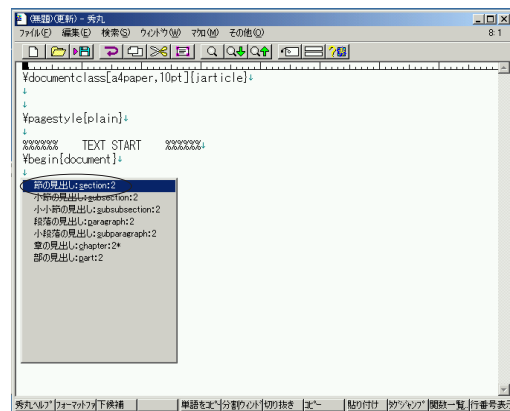 (無題)(更新) - 秀丸
ファイル(F) 編集(E) 検索(S) ウィンドウ(W) マクロ(M) その他(O) 8: 1
¥documentclass[a4paper,10pt]{jarticle}↓
↓
↓
¥pagestyle{plain}↓
↓
%%%%%% TEXT START %%%%%%↓
¥begin{document}↓
↓
節の見出し:section:2
小節の見出し:subsection:2
小小節の見出し:subsubsection:2
段落の見出し:paragraph:2
小段落の見出し:subparagraph:2
章の見出し:chapter:2*
部の見出し:part:2
秀丸ヘルプ フォーマットファ 下候補 単語をコピー 分割ウィンド 切り抜き コピー 貼り付け タグジャンプ 関数一覧. 行番号表示